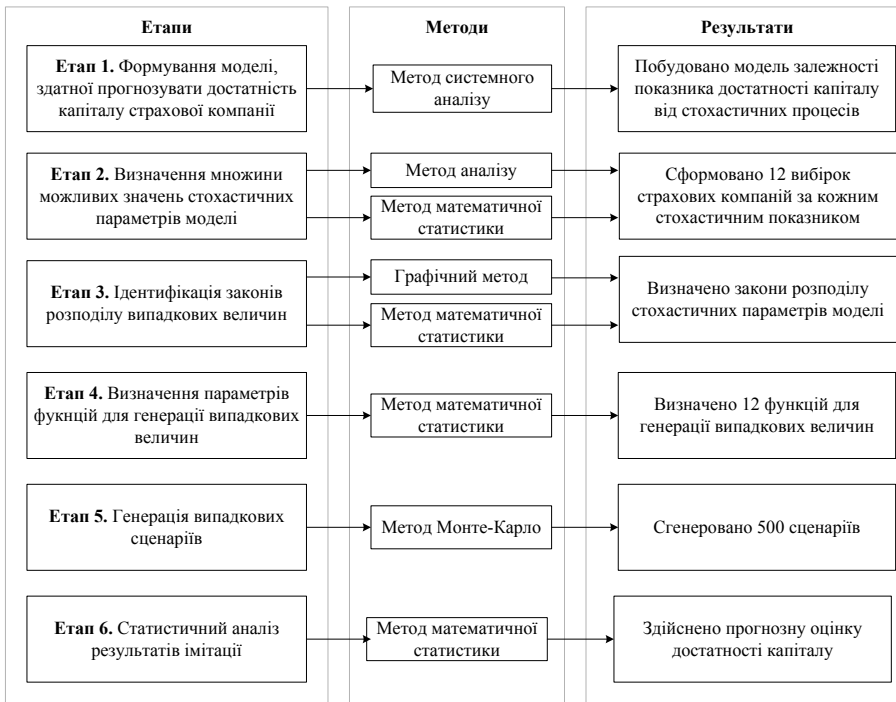 Етапи
Методи
Результати
Етап 1. Формування моделі,
здатної прогнозувати достатність
капіталу страхової компанії
Метод системного
аналізу
Побудовано модель залежності
показника достатності капіталу
від стохастичних процесів
Етап 2. Визначення множини
можливих значень стохастичних
параметрів моделі
Метод аналізу
Метод математичної
статистики
Сформовано 12 вибірок
страхових компаній за кожним
стохастичним показником
Етап 3. Ідентифікація законів
розподілу випадкових величин
Графічний метод
Метод математичної
статистики
Визначено закони розподілу
стохастичних параметрів моделі
Етап 4. Визначення параметрів
фукнцій для генерації випадкових
величин
Метод математичної
статистики
Визначено 12 функцій для
генерації випадкових величин
Етап 5. Генерація випадкових
сценаріїв
Метод Монте-Карло
Сгенеровано 500 сценаріїв
Етап 6. Статистичний аналіз
результатів імітації
Метод математичної
статистики
Здійснено прогнозну оцінку
достатності капіталу